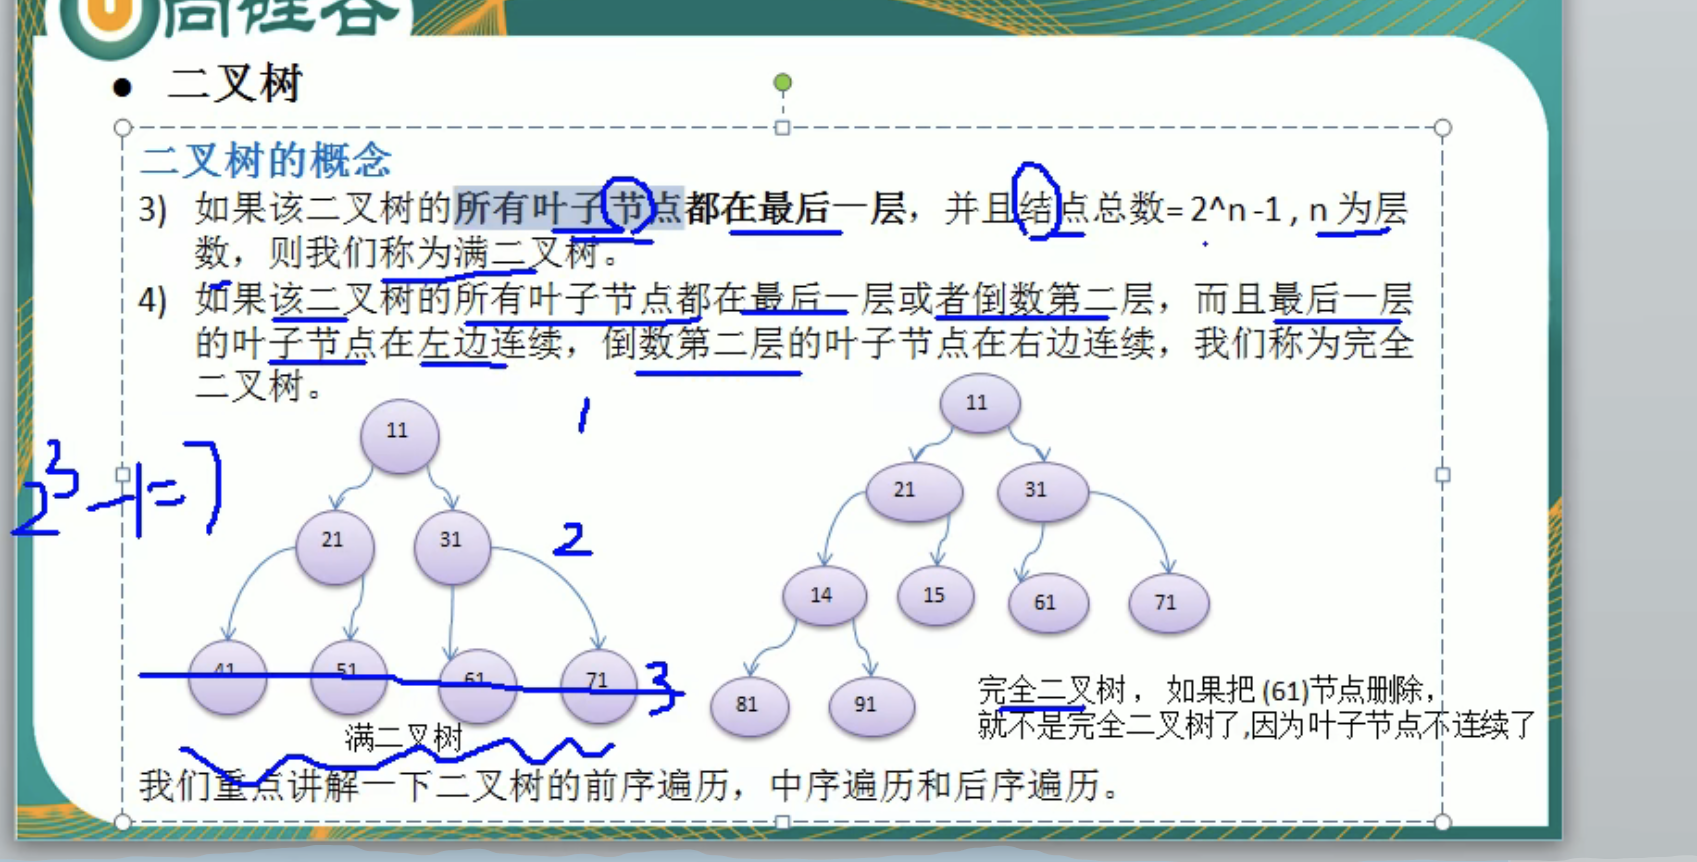 尚硅谷
● 二叉树
二叉树的概念
3) 如果该二叉树的所有叶子节点都在最后一层，并且结点总数= 2^n -1 , n 为层
数，则我们称为满二叉树。
4) 如果该二叉树的所有叶子节点都在最后一层或者倒数第二层，而且最后一层
的叶子节点在左边连续，倒数第二层的叶子节点在右边连续，我们称为完全
二叉树。
11
1
21
31
2
2³-1=7
41
51
61
71
3
满二叉树
11
21
31
14
15
61
71
81
91
完全二叉树， 如果把 (61)节点删除，
就不是完全二叉树了,因为叶子节点不连续了
我们重点讲解一下二叉树的前序遍历，中序遍历和后序遍历。